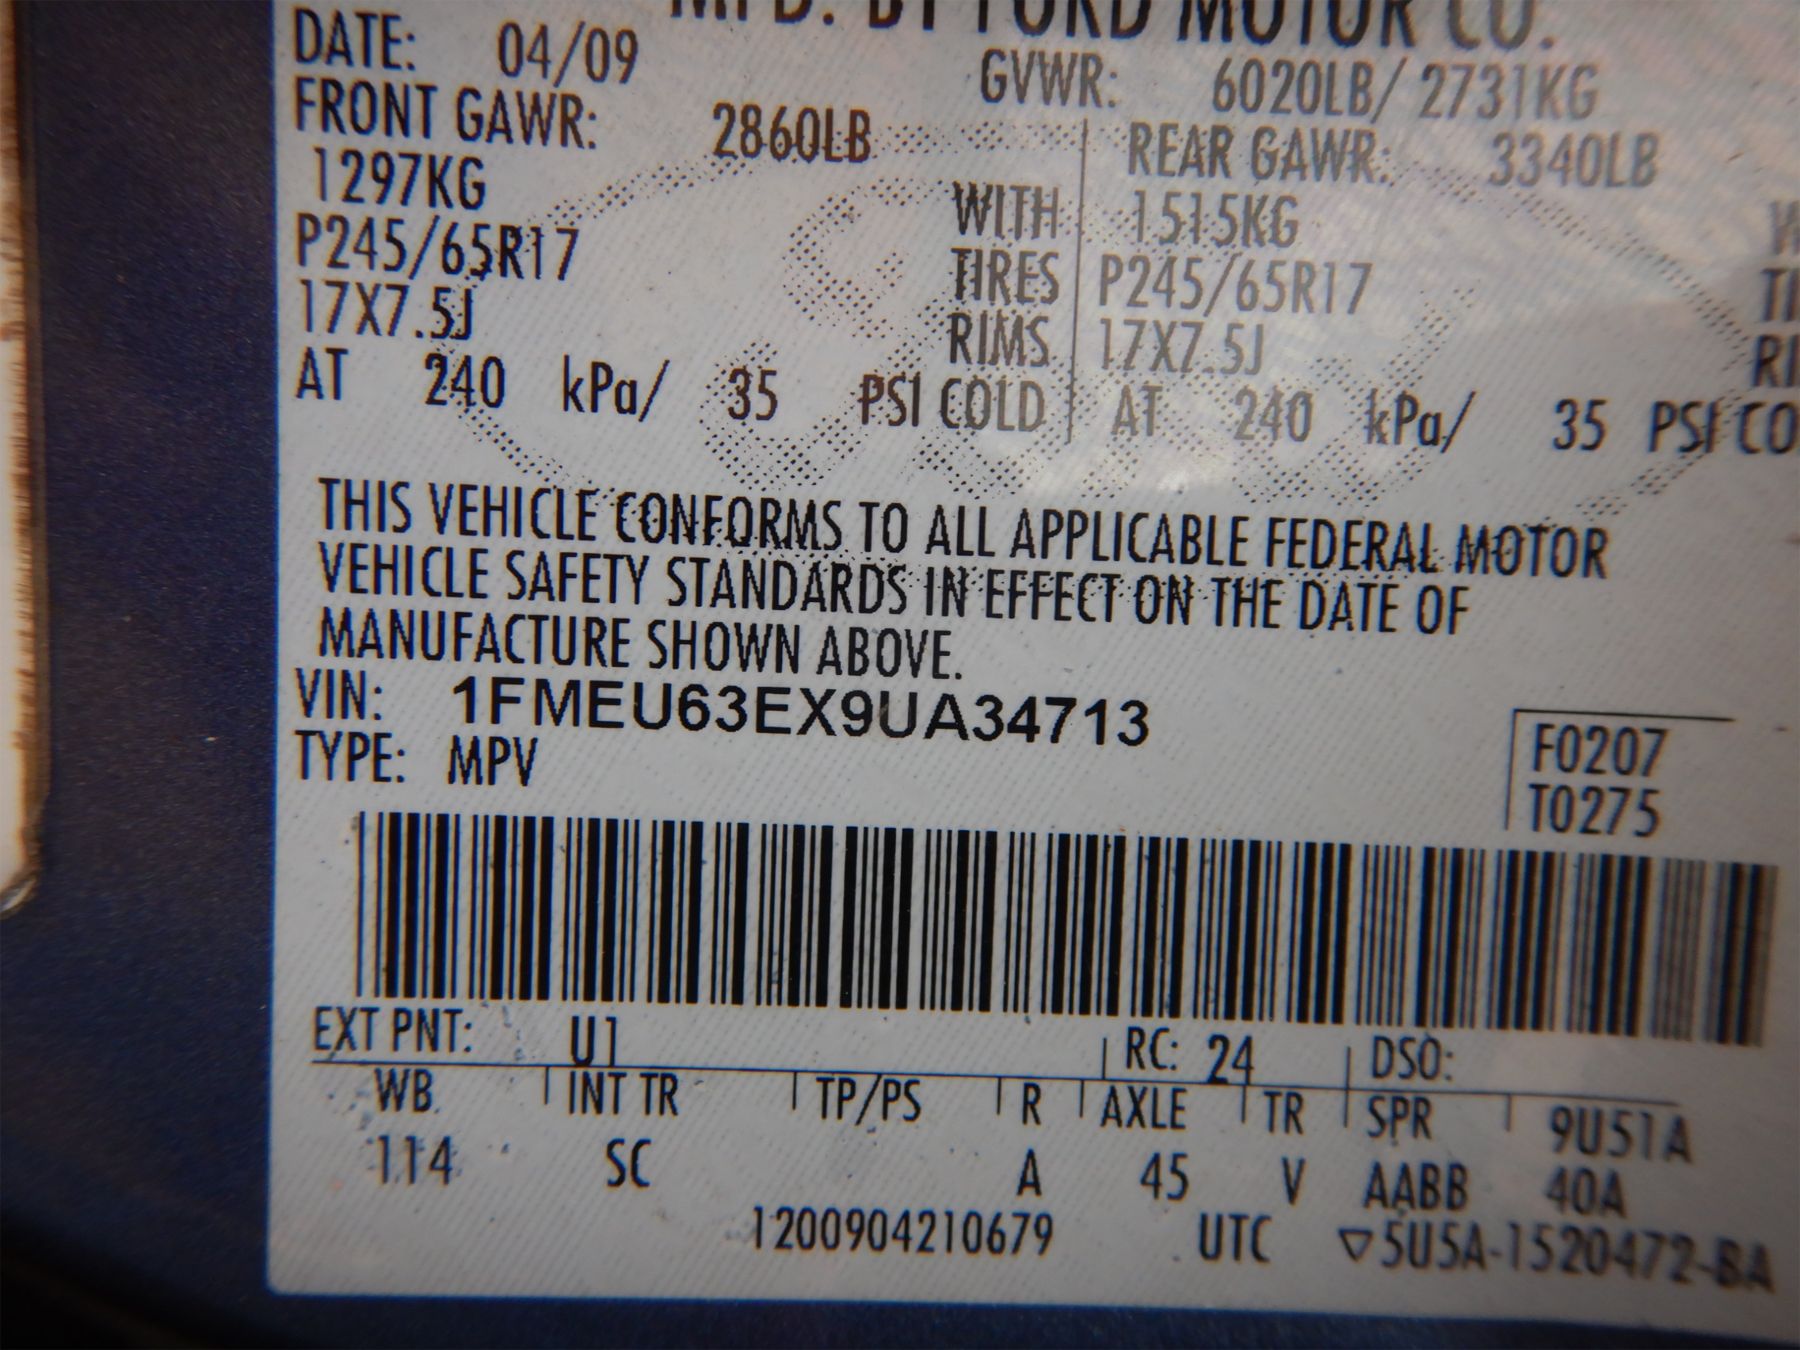 MFD. BY FORD MOTOR CO.
DATE: 04/09 GVWR: 6020LB/ 2731KG
FRONT GAWR: 2860LB REAR GAWR: 3340LB
1297KG WITH 1515KG W
P245/65R17 TIRES P245/65R17 TI
17X7.5J RIMS 17X7.5J RI
AT 240 kPa/ 35 PSI COLD AT 240 kPa/ 35 PSI CO
THIS VEHICLE CONFORMS TO ALL APPLICABLE FEDERAL MOTOR
VEHICLE SAFETY STANDARDS IN EFFECT ON THE DATE OF
MANUFACTURE SHOWN ABOVE.
VIN: 1FMEU63EX9UA34713
TYPE: MPV
F0207
T0275
EXT PNT: U1 RC: 24 DSO:
WB INT TR TP/PS R AXLE TR SPR 9U51A
114 SC A 45 V AABB 40A
1200904210679 UTC ▽5U5A-1520472-BA